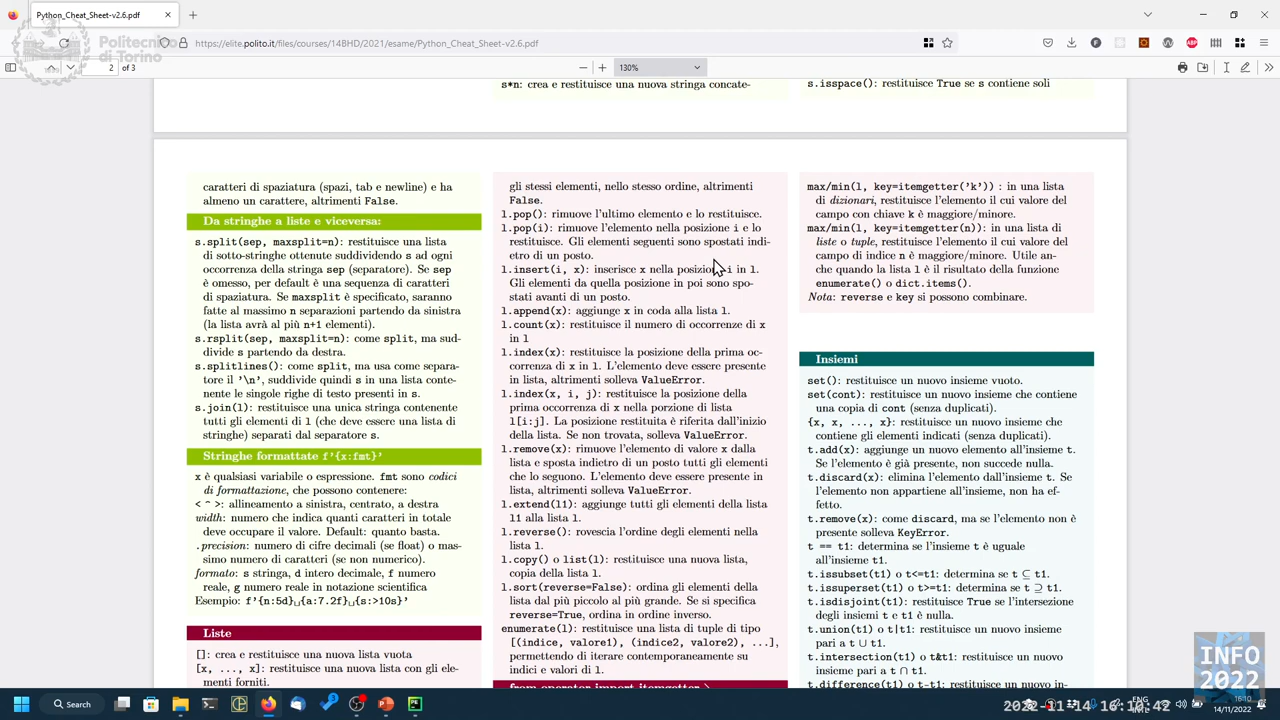 Python_Cheat_Sheet-v2.6.pdf
Politecnico
di Torino
https://elite.polito.it/files/courses/14BHD/2021/esame/Python_Cheat_Sheet-v2.6.pdf
2 of 3
130%
s*n: crea e restituisce una nuova stringa concate-
s.isspace(): restituisce True se s contiene soli
caratteri di spaziatura (spazi, tab e newline) e ha
almeno un carattere, altrimenti False.
Da stringhe a liste e viceversa:
s.split(sep, maxsplit=n): restituisce una lista
di sotto-stringhe ottenute suddividendo s ad ogni
occorrenza della stringa sep (separatore). Se sep
è omesso, per default è una sequenza di caratteri
di spaziatura. Se maxsplit è specificato, saranno
fatte al massimo n separazioni partendo da sinistra
(la lista avrà al più n+1 elementi).
s.rsplit(sep, maxsplit=n): come split, ma sud-
divide s partendo da destra.
s.splitlines(): come split, ma usa come separa-
tore il '\n', suddivide quindi s in una lista conte-
nente le singole righe di testo presenti in s.
s.join(l): restituisce una unica stringa contenente
tutti gli elementi di l (che deve essere una lista di
stringhe) separati dal separatore s.
Stringhe formattate f'{x:fmt}'
x è qualsiasi variabile o espressione. fmt sono codici
di formattazione, che possono contenere:
< ^ >: allineamento a sinistra, centrato, a destra
width: numero che indica quanti caratteri in totale
deve occupare il valore. Default: quanto basta.
.precision: numero di cifre decimali (se float) o mas-
simo numero di caratteri (se non numerico).
formato: s stringa, d intero decimale, f numero
reale, g numero reale in notazione scientifica
Esempio: f'{n:5d}␣{a:7.2f}␣{s:>10s}'
Liste
[]: crea e restituisce una nuova lista vuota
[x, ..., x]: restituisce una nuova lista con gli ele-
menti forniti.
gli stessi elementi, nello stesso ordine, altrimenti
False.
l.pop(): rimuove l'ultimo elemento e lo restituisce.
l.pop(i): rimuove l'elemento nella posizione i e lo
restituisce. Gli elementi seguenti sono spostati indi-
etro di un posto.
l.insert(i, x): inserisce x nella posizione i in l.
Gli elementi da quella posizione in poi sono spo-
stati avanti di un posto.
l.append(x): aggiunge x in coda alla lista l.
l.count(x): restituisce il numero di occorrenze di x
in l
l.index(x): restituisce la posizione della prima oc-
correnza di x in l. L'elemento deve essere presente
in lista, altrimenti solleva ValueError.
l.index(x, i, j): restituisce la posizione della
prima occorrenza di x nella porzione di lista
l[i:j]. La posizione restituita è riferita dall'inizio
della lista. Se non trovata, solleva ValueError.
l.remove(x): rimuove l'elemento di valore x dalla
lista e sposta indietro di un posto tutti gli elementi
che lo seguono. L'elemento deve essere presente in
lista, altrimenti solleva ValueError.
l.extend(l1): aggiunge tutti gli elementi della lista
l1 alla lista l.
l.reverse(): rovescia l'ordine degli elementi nella
lista l.
l.copy() o list(l): restituisce una nuova lista,
copia della lista l.
l.sort(reverse=False): ordina gli elementi della
lista dal più piccolo al più grande. Se si specifica
reverse=True, ordina in ordine inverso.
enumerate(l): restituisce una lista di tuple di tipo
[(indice, valore1), (indice2, valore2), ...],
permettendo di iterare contemporaneamente su
indici e valori di l.
from operator import itemgetter
max/min(l, key=itemgetter('k')) : in una lista
di dizionari, restituisce l'elemento il cui valore del
campo con chiave k è maggiore/minore.
max/min(l, key=itemgetter(n)): in una lista di
liste o tuple, restituisce l'elemento il cui valore del
campo di indice n è maggiore/minore. Utile an-
che quando la lista l è il risultato della funzione
enumerate() o dict.items().
Nota: reverse e key si possono combinare.
Insiemi
set(): restituisce un nuovo insieme vuoto.
set(cont): restituisce un nuovo insieme che contiene
una copia di cont (senza duplicati).
{x, x, ..., x}: restituisce un nuovo insieme che
contiene gli elementi indicati (senza duplicati).
t.add(x): aggiunge un nuovo elemento all'insieme t.
Se l'elemento è già presente, non succede nulla.
t.discard(x): elimina l'elemento dall'insieme t. Se
l'elemento non appartiene all'insieme, non ha ef-
fetto.
t.remove(x): come discard, ma se l'elemento non è
presente solleva KeyError.
t == t1: determina se l'insieme t è uguale
all'insieme t1.
t.issubset(t1) o t<=t1: determina se t ⊆ t1.
t.issuperset(t1) o t>=t1: determina se t ⊇ t1.
t.isdisjoint(t1): restituisce True se l'intersezione
degli insiemi t e t1 è nulla.
t.union(t1) o t|t1: restituisce un nuovo insieme
pari a t ∪ t1.
t.intersection(t1) o t&t1: restituisce un nuovo
insieme pari a t ∩ t1.
t.difference(t1) o t-t1: restituisce un nuovo in-
INFO
2022
Search
ENG
16:10
14/11/2022
2022-11-14 16:10:42